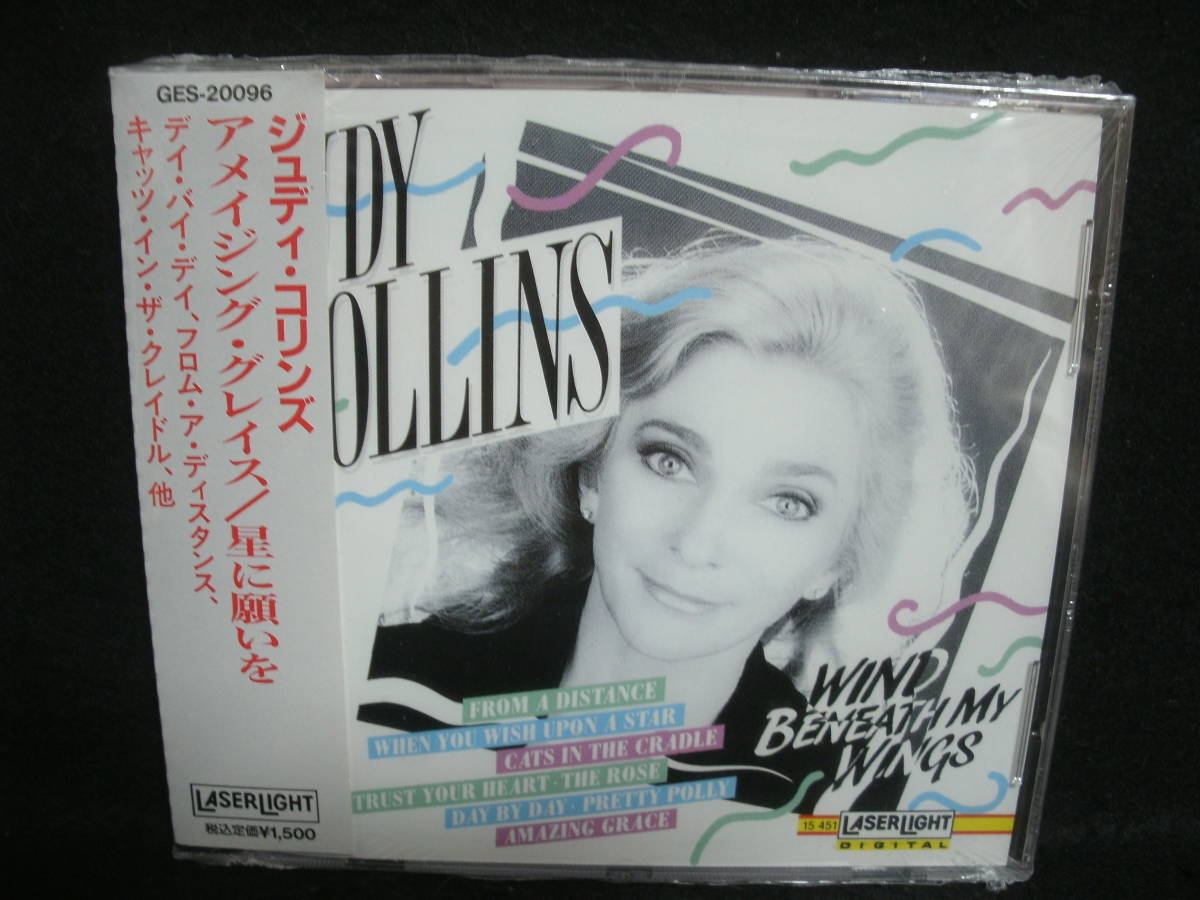 GES-20096
ジュディ・コリンズ
アメイジング・グレイス/星に願いを
デイ・バイ・デイ、フロム・ア・ディスタンス、
キャッツ・イン・ザ・クレイドル、他
LASERLIGHT
税込定価¥1,500
DY
OLLINS
FROM A DISTANCE
WHEN YOU WISH UPON A STAR
CATS IN THE CRADLE
TRUST YOUR HEART · THE ROSE
DAY BY DAY · PRETTY POLLY
AMAZING GRACE
WIND
BENEATH MY
WINGS
15 451 LASERLIGHT
DIGITAL